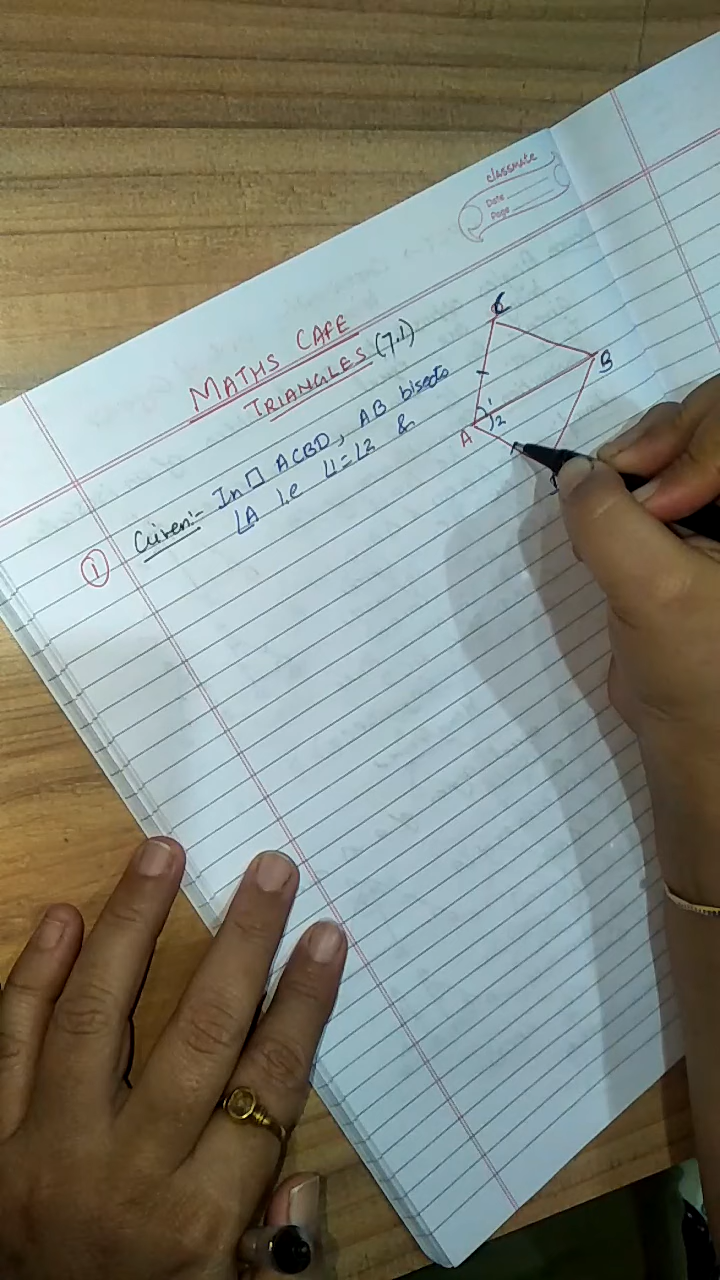 classmate
Date
Page
MATHS CAFE
TRIANGLES (7.1)
C
B
A
1
2
1 Given:- In □ ACBD, AB bisects
∠A i.e ∠1=∠2 &